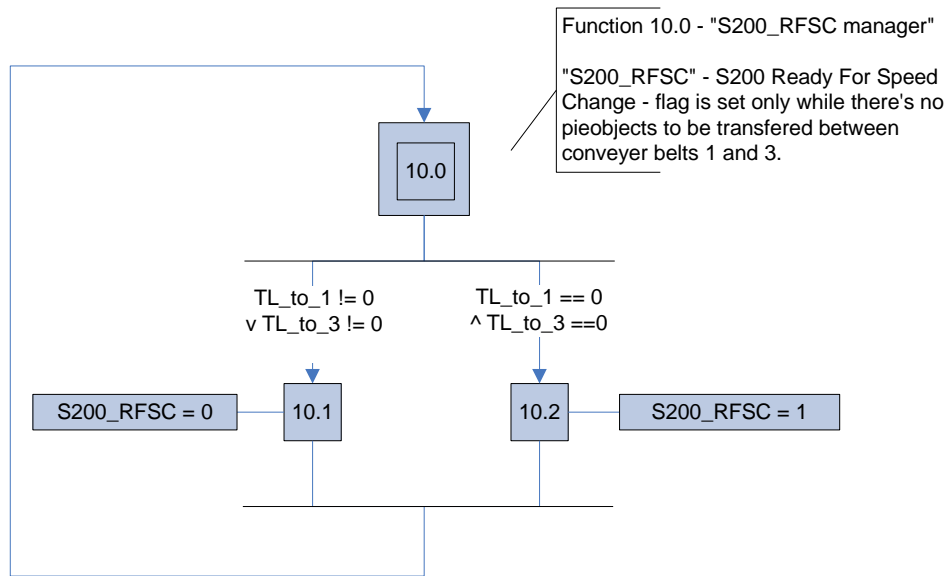 Function 10.0 - "S200_RFSC manager"
"S200_RFSC" - S200 Ready For Speed
Change - flag is set only while there's no
pieobjects to be transfered between
conveyer belts 1 and 3.
10.0
TL_to_1 != 0
v TL_to_3 != 0
TL_to_1 == 0
^ TL_to_3 ==0
S200_RFSC = 0
10.1
10.2
S200_RFSC = 1